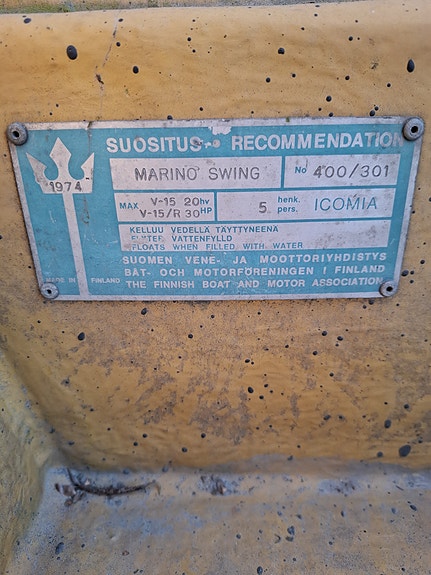 SUOSITUS - RECOMMENDATION
1974
MARINO SWING No 400/301
MAX V-15 20hv 5 henk. pers. ICOMIA
V-15/R 30HP
KELLUU VEDELLÄ TÄYTTYNEENÄ
FLYTER VATTENFYLLD
FLOATS WHEN FILLED WITH WATER
SUOMEN VENE- JA MOOTTORIYHDISTYS
BÅT- OCH MOTORFÖRENINGEN I FINLAND
MADE IN FINLAND THE FINNISH BOAT AND MOTOR ASSOCIATION